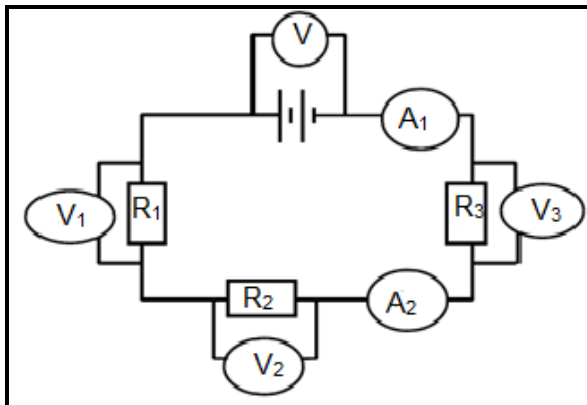 V
A₁
V₁ R₁ R₃ V₃
R₂ A₂
V₂